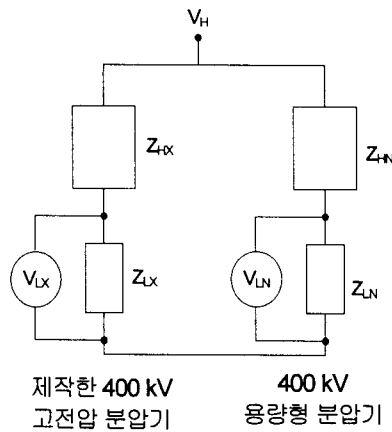 V_H
Z_HX
Z_HN
V_LX
Z_LX
V_LN
Z_LN
제작한 400 kV
고전압 분압기
400 kV
용량형 분압기